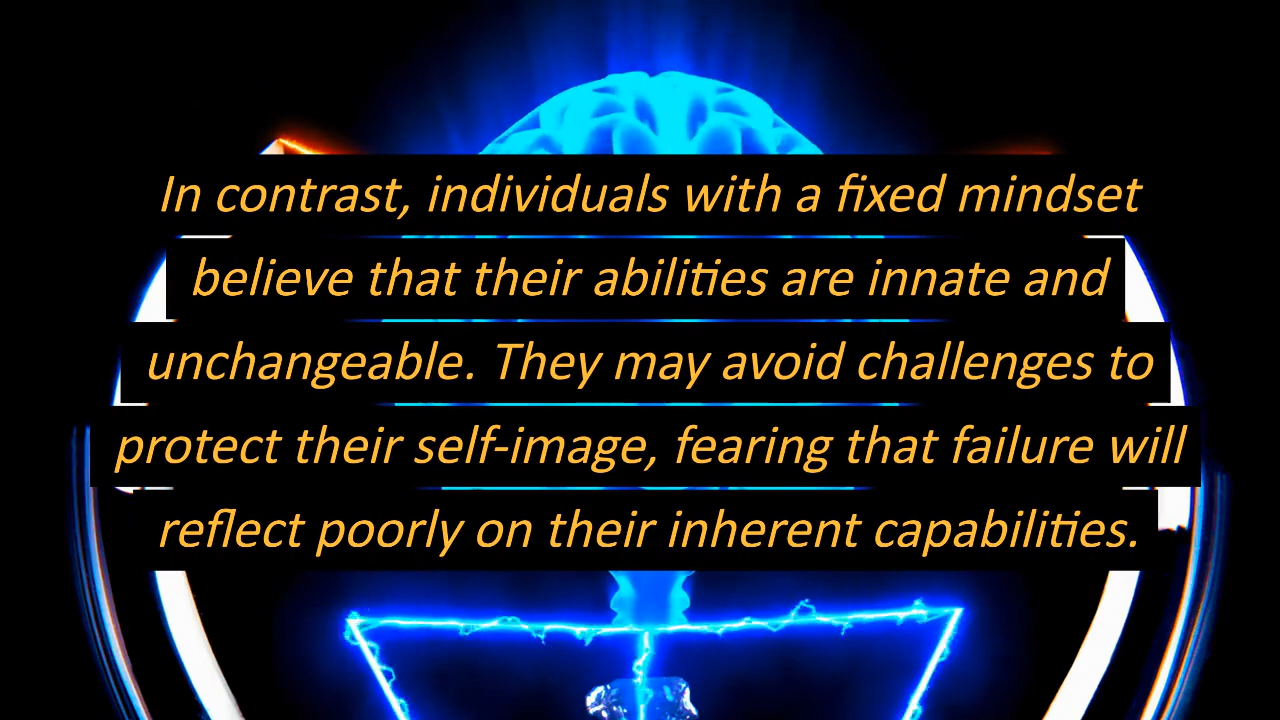 In contrast, individuals with a fixed mindset
believe that their abilities are innate and
unchangeable. They may avoid challenges to
protect their self-image, fearing that failure will
reflect poorly on their inherent capabilities.